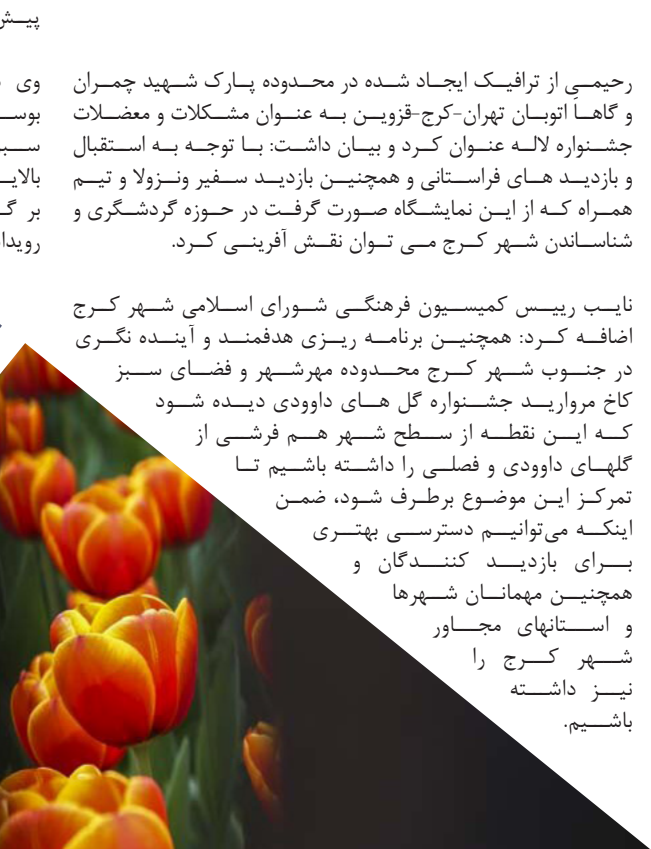 رحیمی از ترافیک ایجاد شده در محدوده پارک شهید چمران
و گاهاً اتوبان تهران-کرج-قزوین به عنوان مشکلات و معضلات
جشنواره لاله عنوان کرد و بیان داشت: با توجه به استقبال
و بازدید های فراستانی و همچنین بازدید سفیر ونزولا و تیم
همراه که از این نمایشگاه صورت گرفت در حوزه گردشگری و
شناساندن شهر کرج می توان نقش آفرینی کرد.
نایب رییس کمیسیون فرهنگی شورای اسلامی شهر کرج
اضافه کرد: همچنین برنامه ریزی هدفمند و آینده نگری
در جنوب شهر کرج محدوده مهرشهر و فضای سبز
کاخ مروارید جشنواره گل های داوودی دیده شود
که این نقطه از سطح شهر هم فرشی از
گلهای داوودی و فصلی را داشته باشیم تا
تمرکز این موضوع برطرف شود، ضمن
اینکه می‌توانیم دسترسی بهتری
برای بازدید کنندگان و
همچنین مهمانان شهرها
و استانهای مجاور
شهر کرج را
نیز داشته
باشیم.
وی
بر